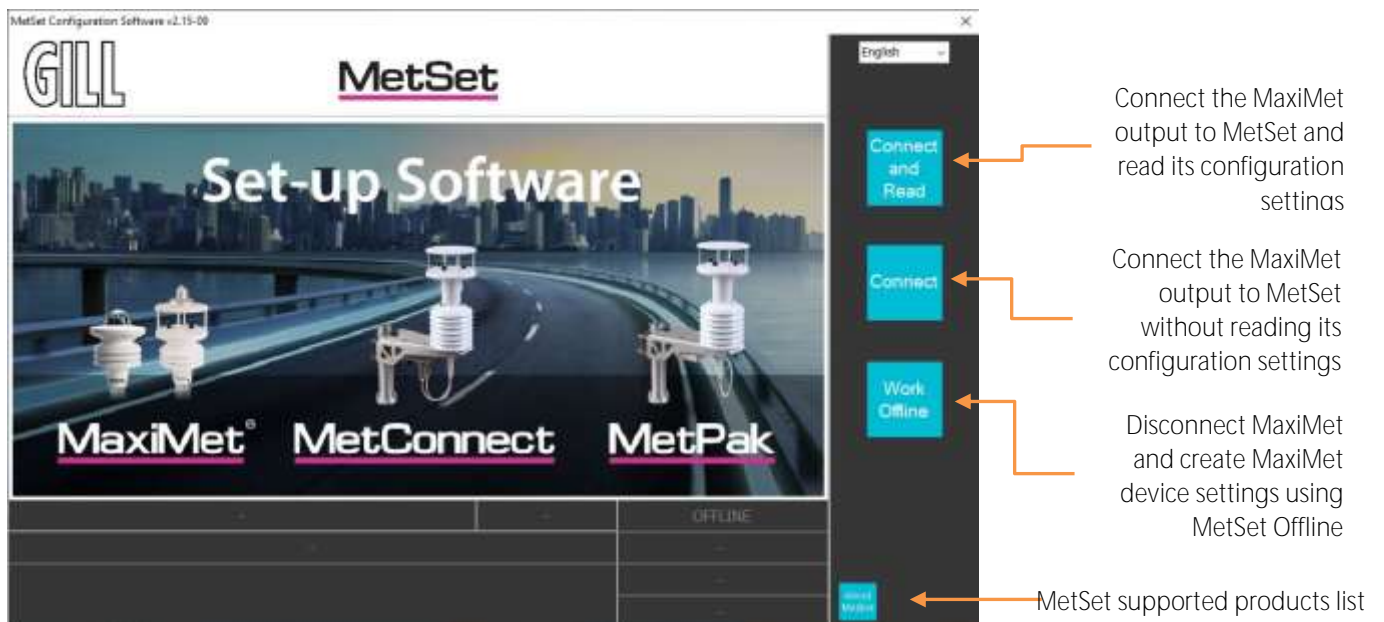 MetSet Configuration Software v2.15-00
GILL
MetSet
English
Set-up Software
MaxiMet®
MetConnect
MetPak
OFFLINE
Connect
and
Read
Connect
Work
Offline
About
MetSet
Connect the MaxiMet
output to MetSet and
read its configuration
settings
Connect the MaxiMet
output to MetSet
without reading its
configuration settings
Disconnect MaxiMet
and create MaxiMet
device settings using
MetSet Offline
MetSet supported products list